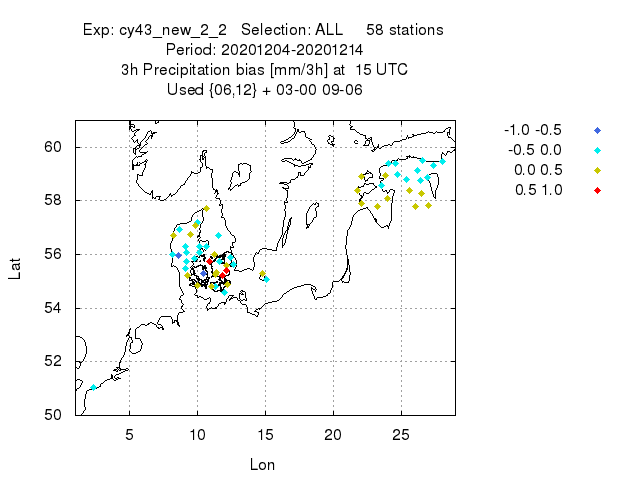 Exp: cy43_new_2_2 Selection: ALL 58 stations
Period: 20201204-20201214
3h Precipitation bias [mm/3h] at 15 UTC
Used {06,12} + 03-00 09-06
-1.0 -0.5
-0.5 0.0
0.0 0.5
0.5 1.0
60
58
56
54
52
50
Lat
5 10 15 20 25
Lon